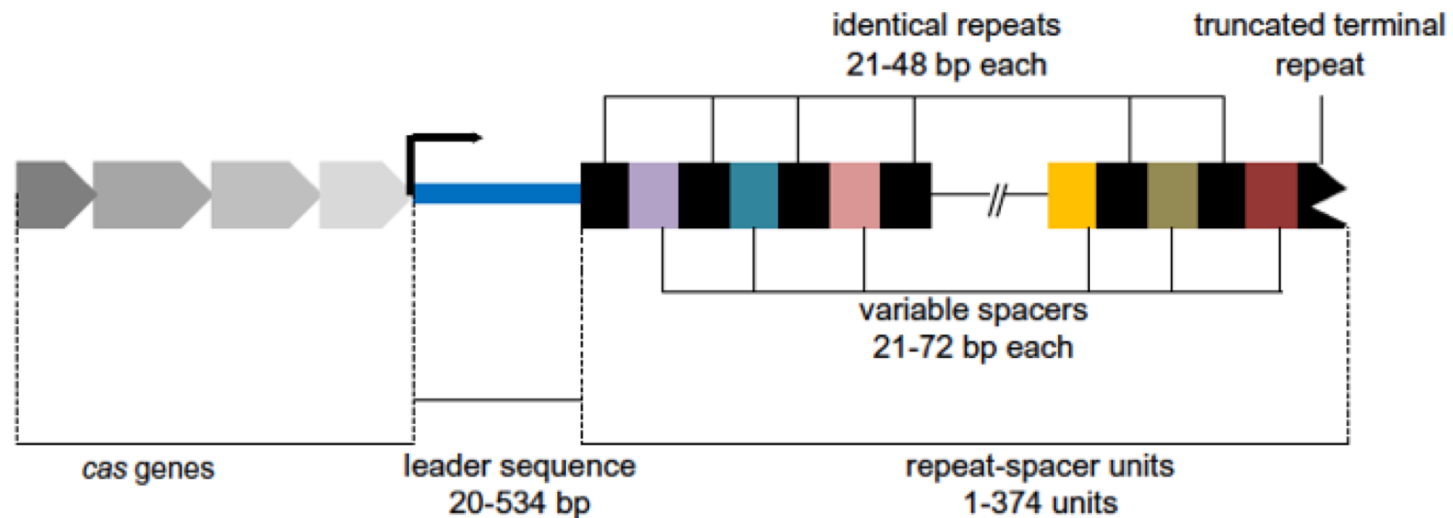 identical repeats
21-48 bp each
truncated terminal
repeat
variable spacers
21-72 bp each
cas genes
leader sequence
20-534 bp
repeat-spacer units
1-374 units